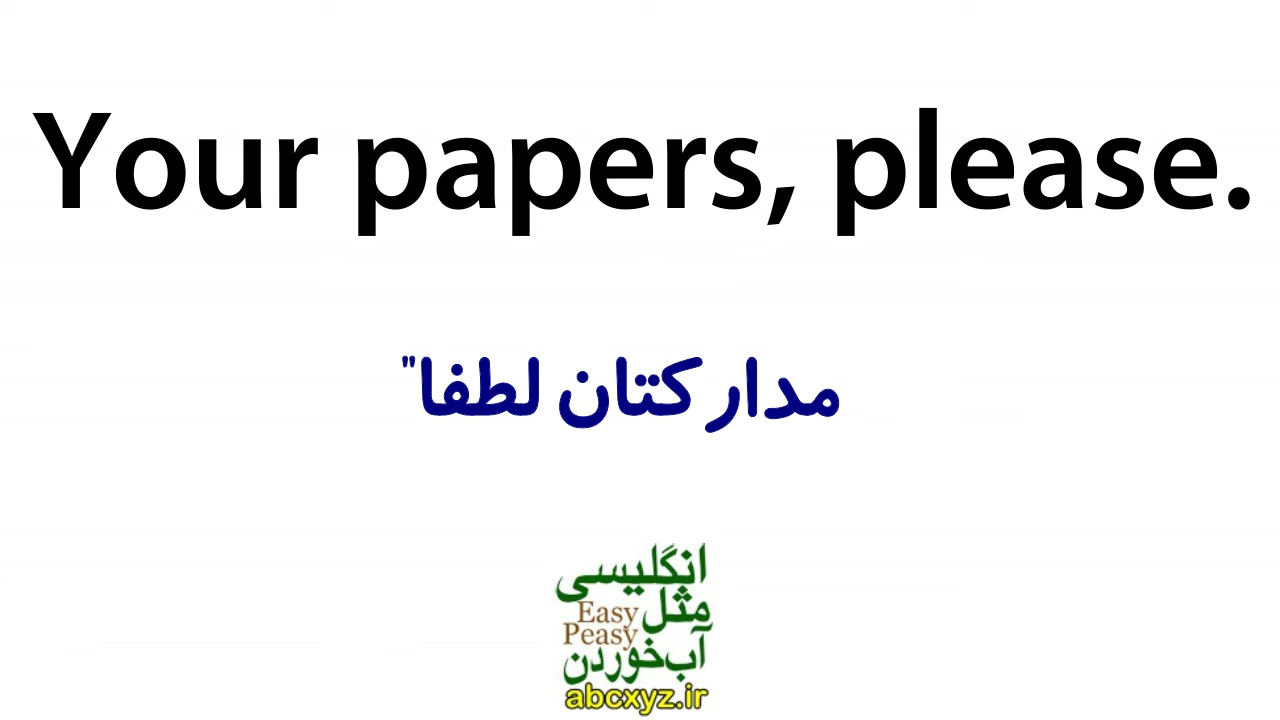 Your papers, please.
مدارکتان لطفا"
انگلیسی
مثل
Easy
Peasy
آب‌خوردن
abcxyz.ir